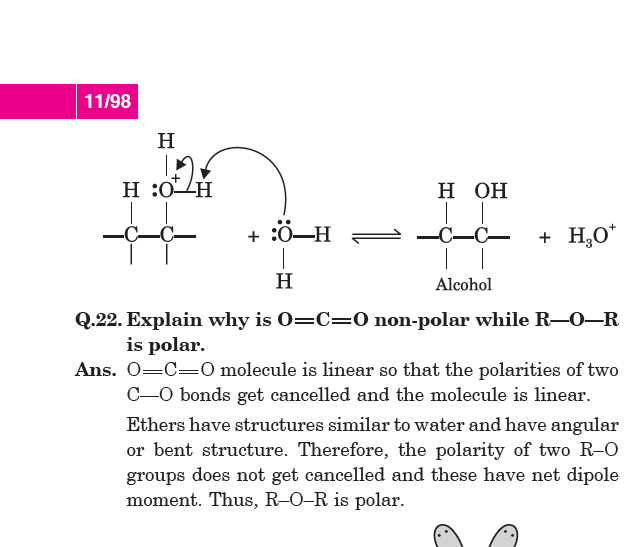 11/98
H
H :O⁺—H
H OH
—C—C— + :Ö—H ⇌ —C—C— + H₃O⁺
H
Alcohol
Q.22. Explain why is O=C=O non-polar while R—O—R
is polar.
Ans. O=C=O molecule is linear so that the polarities of two
C—O bonds get cancelled and the molecule is linear.
Ethers have structures similar to water and have angular
or bent structure. Therefore, the polarity of two R–O
groups does not get cancelled and these have net dipole
moment. Thus, R–O–R is polar.